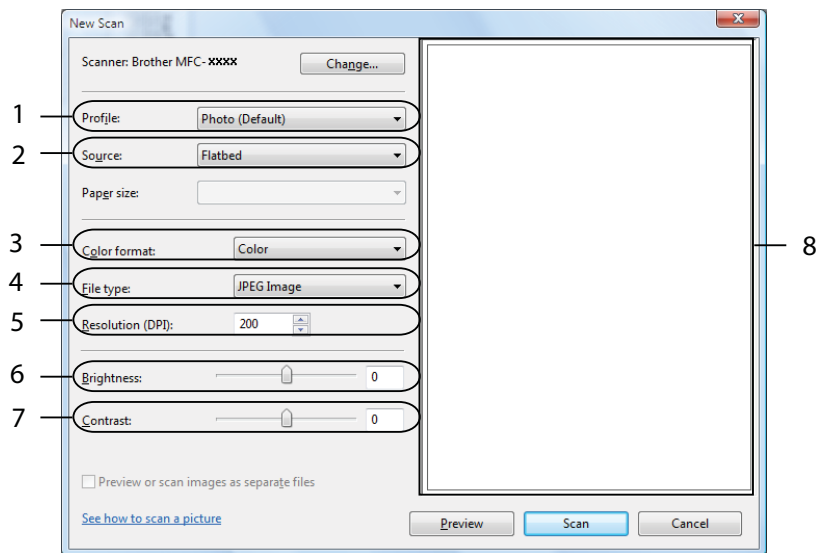 New Scan
Scanner: Brother MFC-xxxx Change...
1 Profile: Photo (Default)
2 Source: Flatbed
Paper size:
3 Color format: Color
8
4 File type: JPEG Image
5 Resolution (DPI): 200
6 Brightness: 0
7 Contrast: 0
Preview or scan images as separate files
See how to scan a picture
Preview Scan Cancel